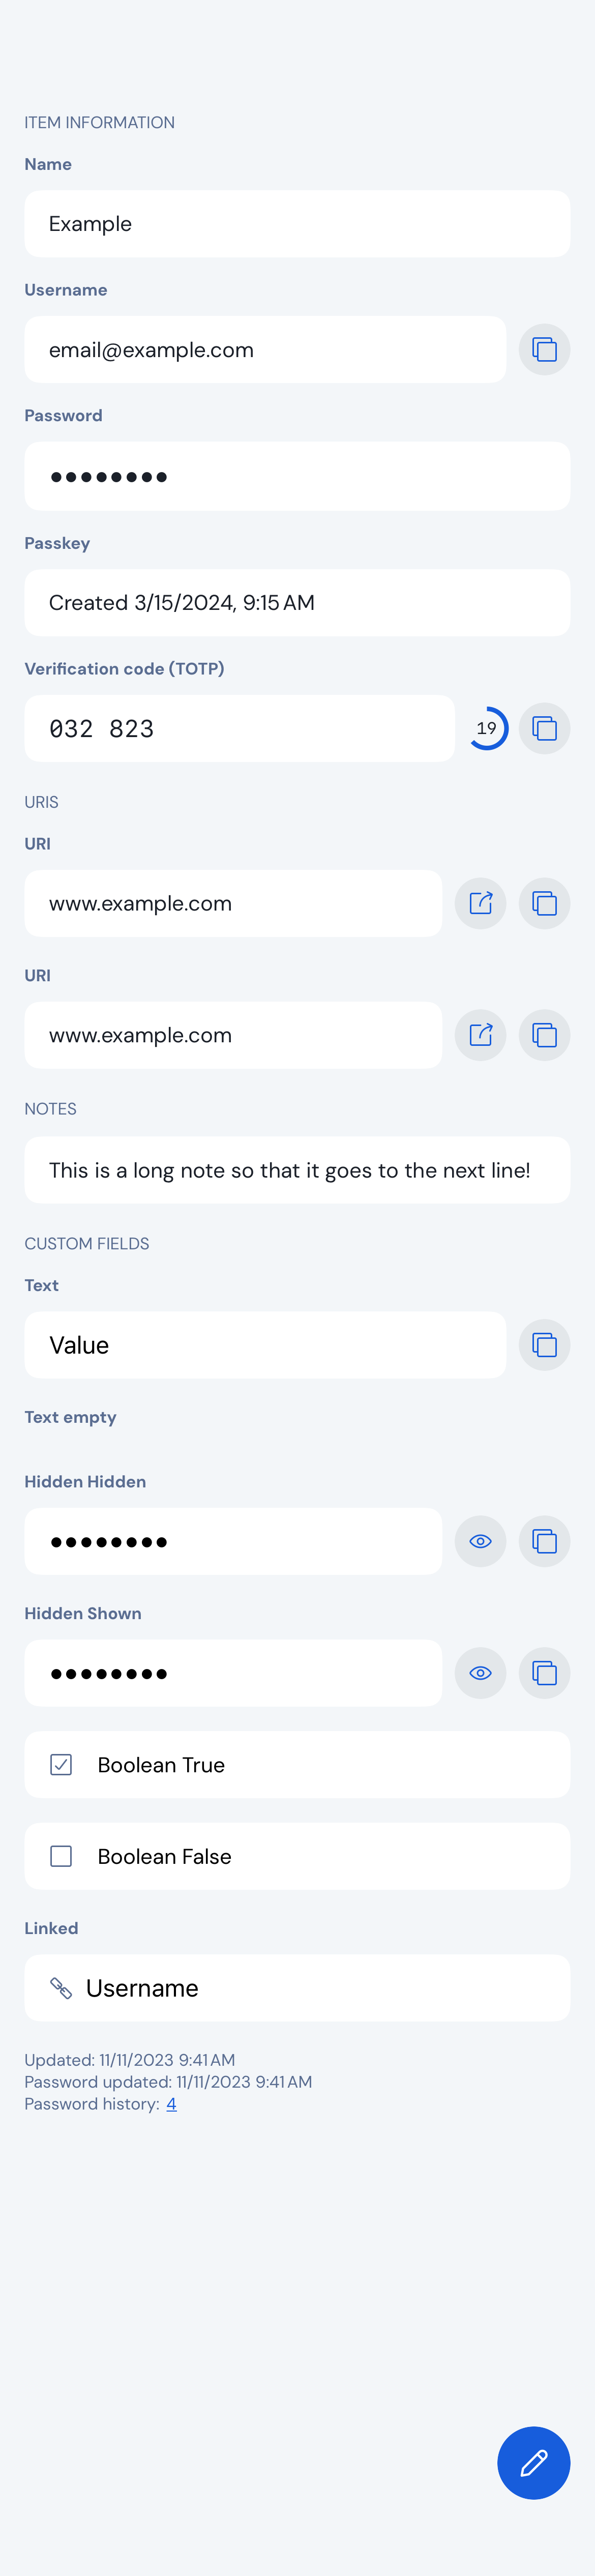 ITEM INFORMATION
Name
Example
Username
email@example.com
Password
●●●●●●●●
Passkey
Created 3/15/2024, 9:15 AM
Verification code (TOTP)
032 823
19
URIS
URI
www.example.com
URI
www.example.com
NOTES
This is a long note so that it goes to the next line!
CUSTOM FIELDS
Text
Value
Text empty
Hidden Hidden
●●●●●●●●
Hidden Shown
●●●●●●●●
Boolean True
Boolean False
Linked
Username
Updated: 11/11/2023 9:41 AM
Password updated: 11/11/2023 9:41 AM
Password history: 4